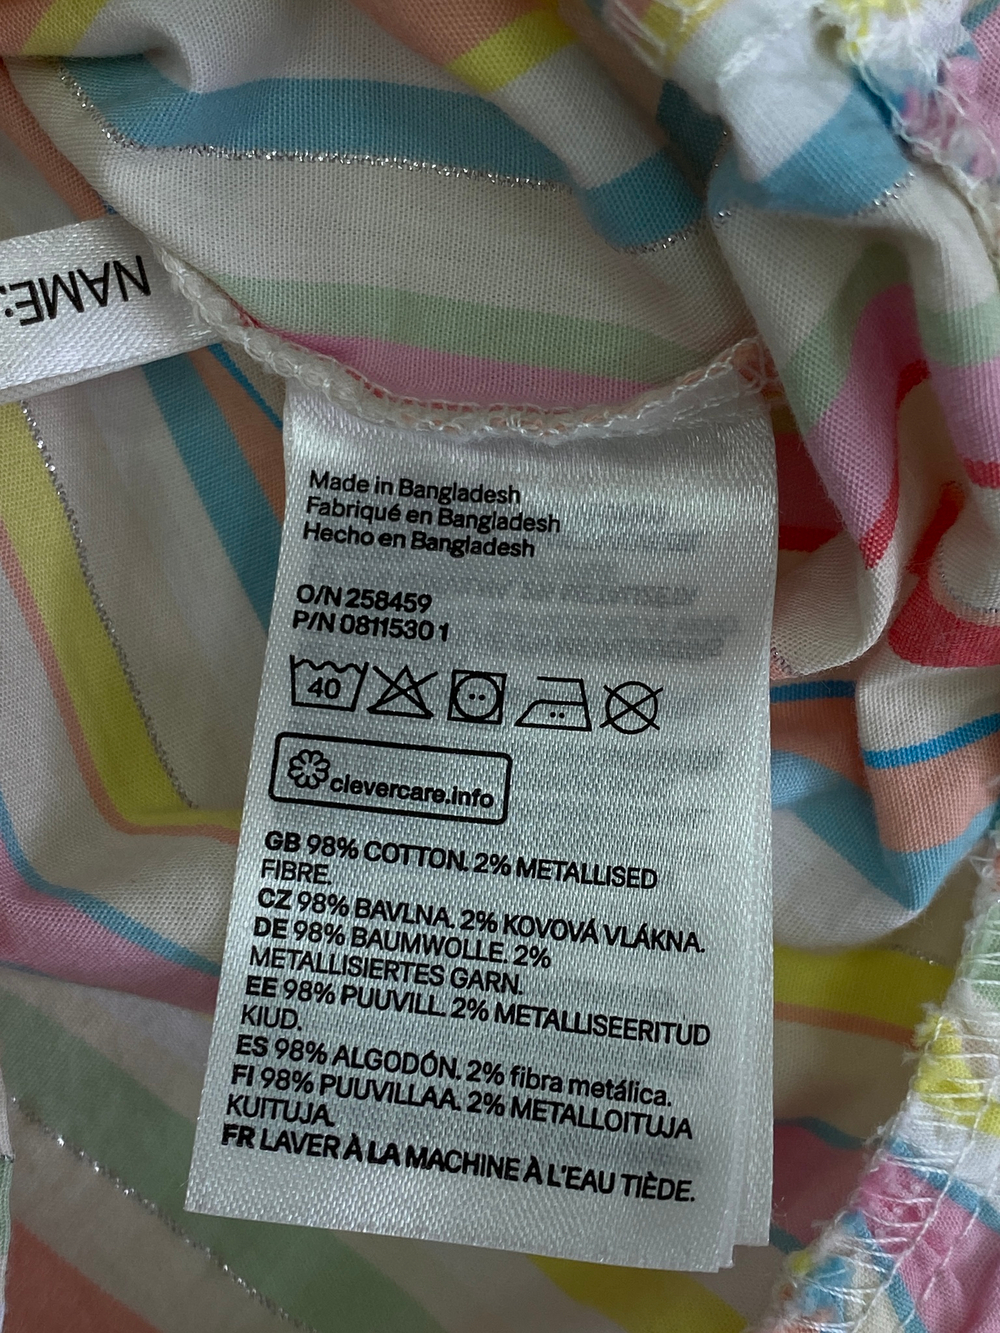 NAME:
Made in Bangladesh
Fabriqué en Bangladesh
Hecho en Bangladesh
O/N 258459
P/N 0811530 1
40
clevercare.info
GB 98% COTTON. 2% METALLISED
FIBRE.
CZ 98% BAVLNA. 2% KOVOVÁ VLÁKNA.
DE 98% BAUMWOLLE. 2%
METALLISIERTES GARN.
EE 98% PUUVILL. 2% METALLISEERITUD
KIUD.
ES 98% ALGODÓN. 2% fibra metálica.
FI 98% PUUVILLAA. 2% METALLOITUJA
KUITUJA.
FR LAVER À LA MACHINE À L'EAU TIÈDE.